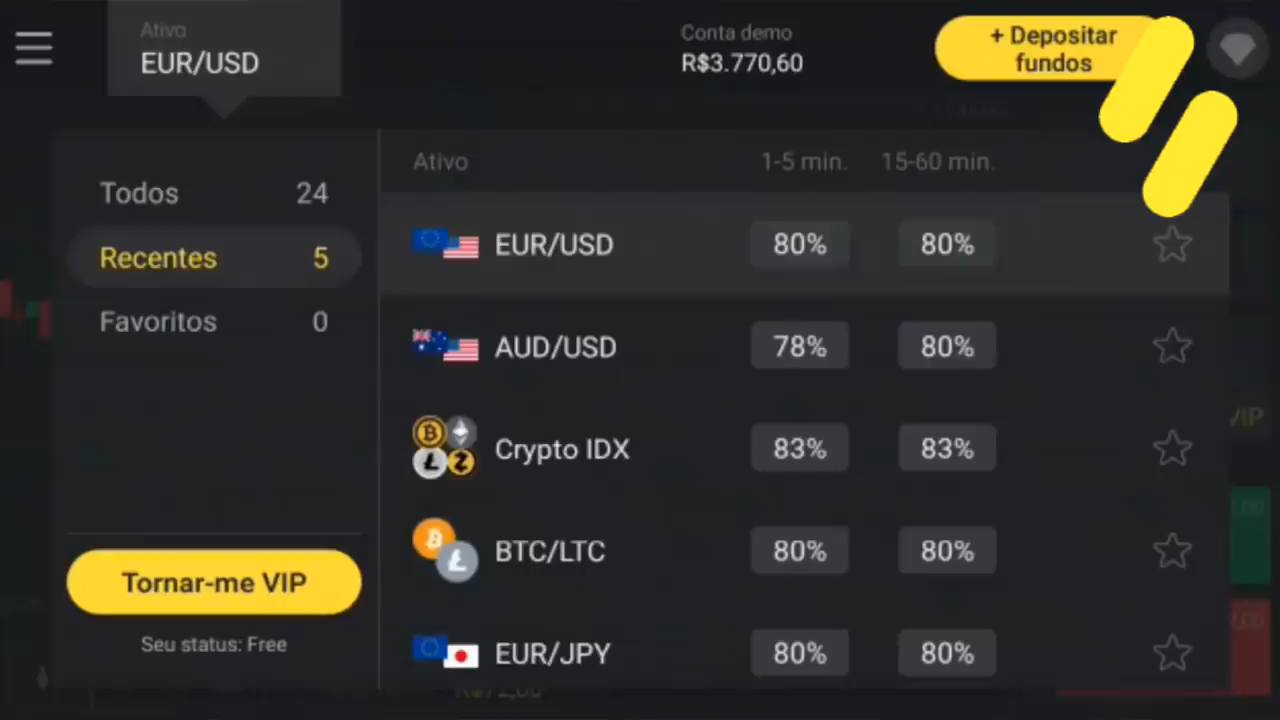 Ativo
EUR/USD
Conta demo
R$3.770,60
+ Depositar
fundos
Todos 24
Recentes 5
Favoritos 0
Tornar-me VIP
Seu status: Free
Ativo 1-5 min. 15-60 min.
EUR/USD 80% 80%
AUD/USD 78% 80%
Crypto IDX 83% 83%
BTC/LTC 80% 80%
EUR/JPY 80% 80%
VIP